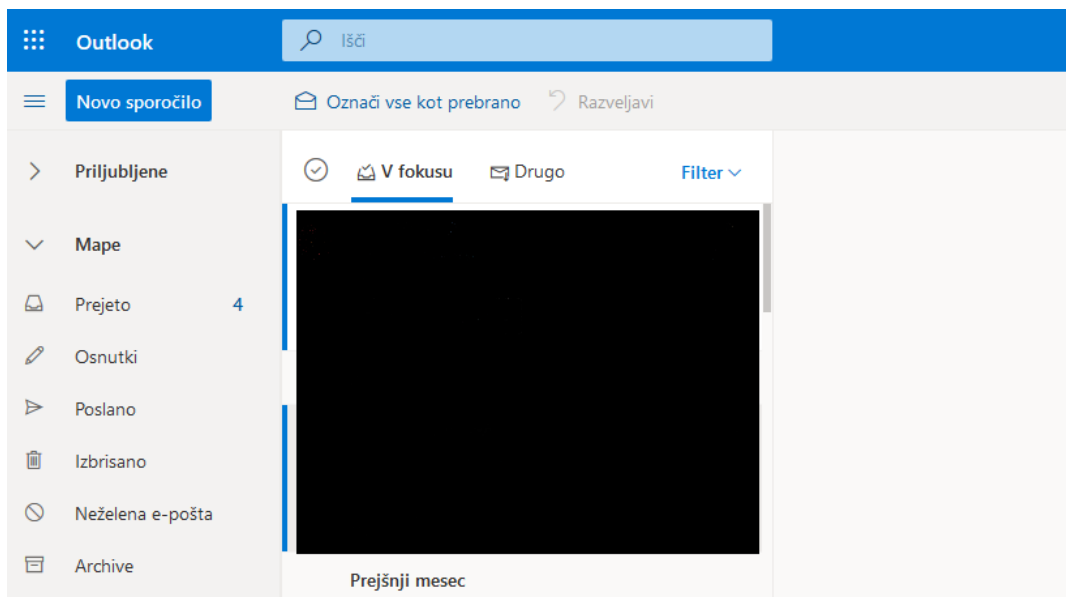 Outlook
Išči
Novo sporočilo
Označi vse kot prebrano
Razveljavi
Priljubljene
V fokusu
Drugo
Filter
Mape
Prejeto 4
Osnutki
Poslano
Izbrisano
Neželena e-pošta
Archive
Prejšnji mesec